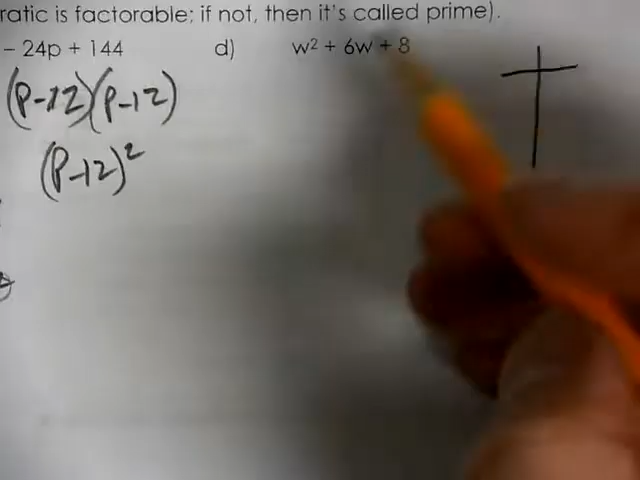 ratic is factorable; if not, then it's called prime).
– 24p + 144 d) w² + 6w + 8
(P-12)(P-12)
(P-12)²